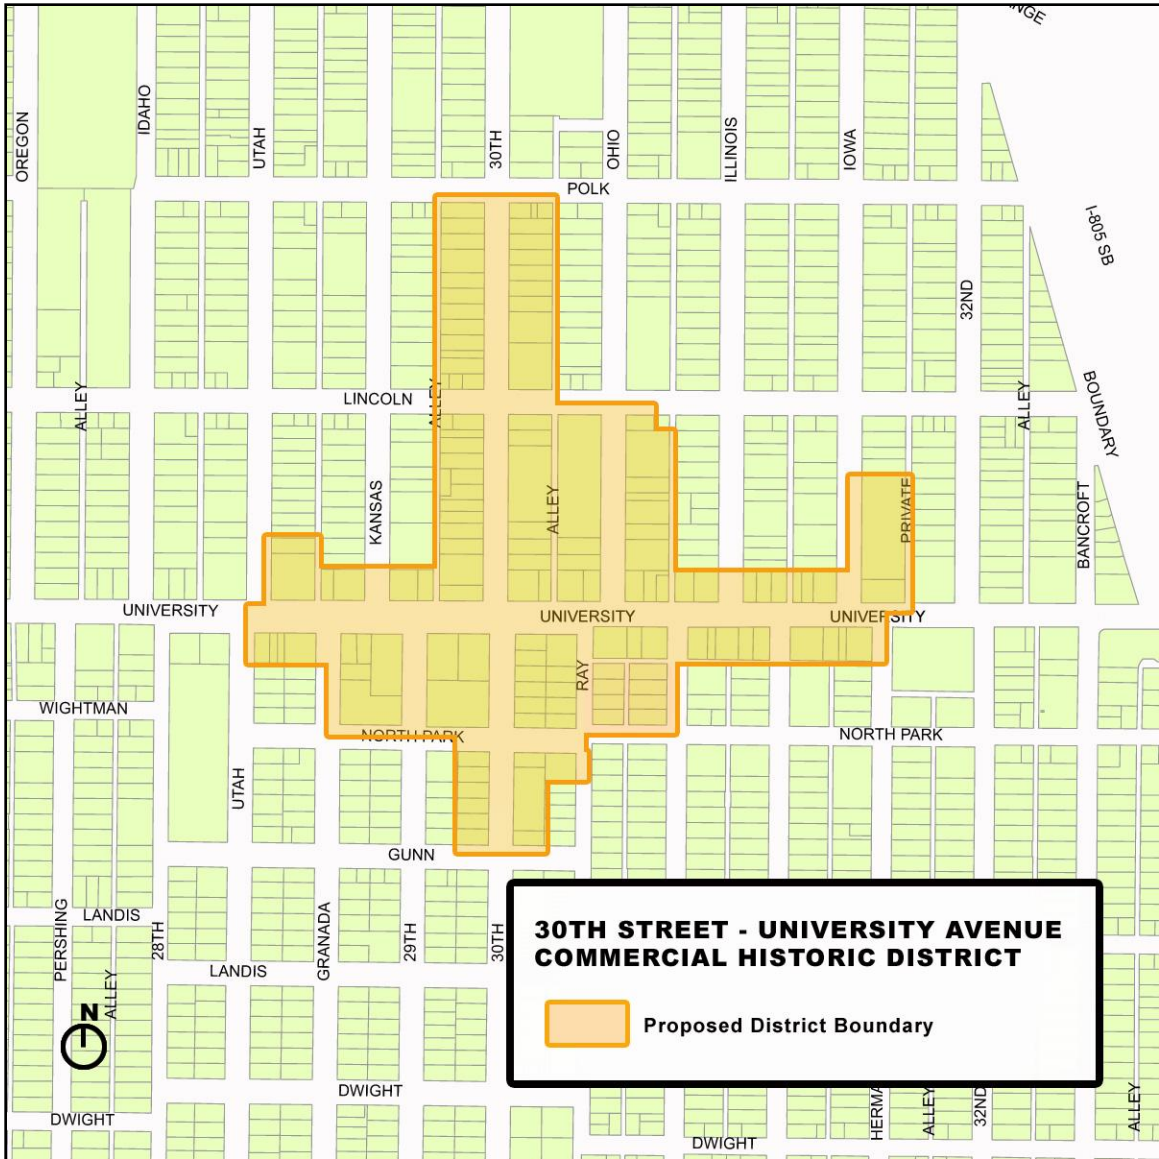 NGE
OREGON
IDAHO
UTAH
30TH
OHIO
ILLINOIS
IOWA
POLK
I-805 SB
32ND
ALLEY
LINCOLN
ALLEY
ALLEY
BOUNDARY
KANSAS
ALLEY
PRIVATE
BANCROFT
UNIVERSITY
UNIVERSITY
UNIVERSITY
RAY
WIGHTMAN
NORTH PARK
NORTH PARK
UTAH
GUNN
PERSHING
LANDIS
28TH
GRANADA
29TH
30TH
LANDIS
ALLEY
N
30TH STREET - UNIVERSITY AVENUE
COMMERCIAL HISTORIC DISTRICT
Proposed District Boundary
DWIGHT
DWIGHT
HERMA
ALLEY
32ND
ALLEY
DWIGHT